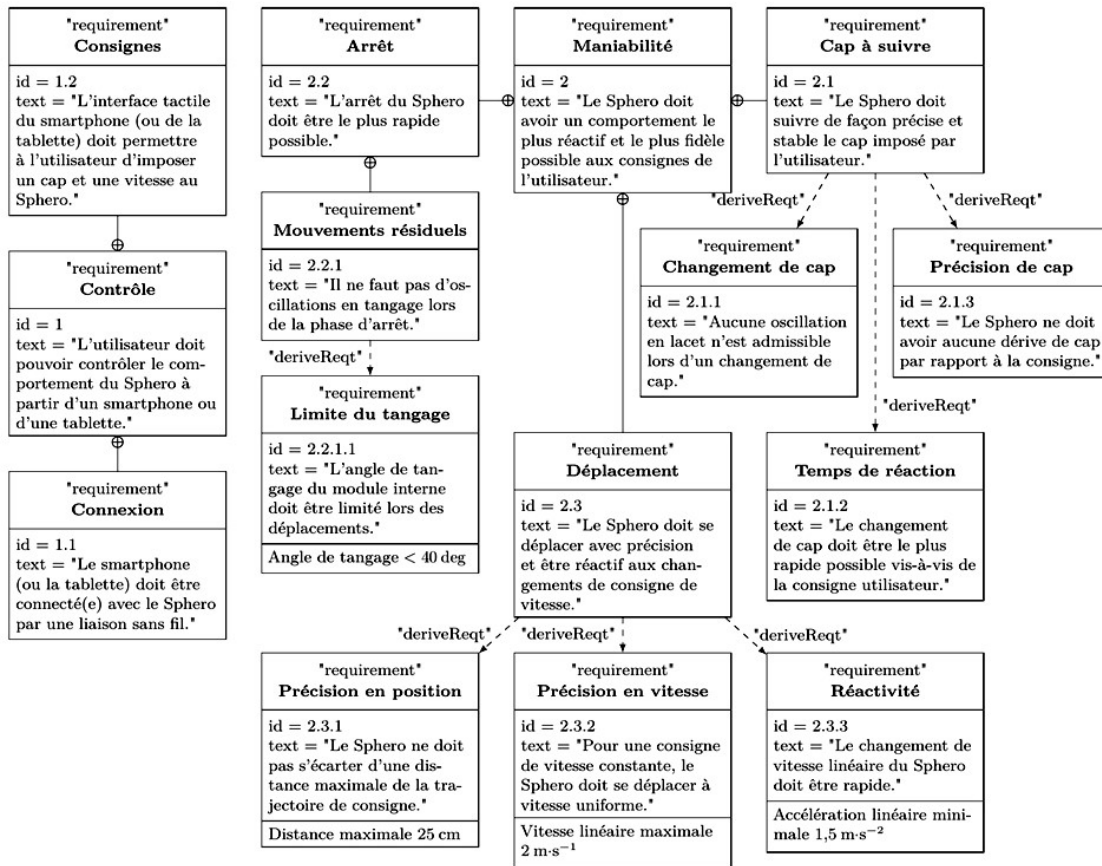 "requirement"
Consignes
id = 1.2
text = "L'interface tactile
du smartphone (ou de la
tablette) doit permettre
à l'utilisateur d'imposer
un cap et une vitesse au
Sphero."
"requirement"
Contrôle
id = 1
text = "L'utilisateur doit
pouvoir contrôler le com-
portement du Sphero à
partir d'un smartphone ou
d'une tablette."
"requirement"
Connexion
id = 1.1
text = "Le smartphone
(ou la tablette) doit être
connecté(e) avec le Sphero
par une liaison sans fil."
"requirement"
Arrêt
id = 2.2
text = "L'arrêt du Sphero
doit être le plus rapide
possible."
"requirement"
Mouvements résiduels
id = 2.2.1
text = "Il ne faut pas d'os-
cillations en tangage lors
de la phase d'arrêt."
"deriveReqt"
"requirement"
Limite du tangage
id = 2.2.1.1
text = "L'angle de tan-
gage du module interne
doit être limité lors des
déplacements."
Angle de tangage < 40 deg
"requirement"
Maniabilité
id = 2
text = "Le Sphero doit
avoir un comportement
le plus réactif et le plus fidèle
possible aux consignes de
l'utilisateur."
"requirement"
Cap à suivre
id = 2.1
text = "Le Sphero doit
suivre de façon précise et
stable le cap imposé par
l'utilisateur."
"deriveReqt"
"deriveReqt"
"requirement"
Changement de cap
id = 2.1.1
text = "Aucune oscillation
en lacet n'est admissible
lors d'un changement de
cap."
"requirement"
Précision de cap
id = 2.1.3
text = "Le Sphero ne doit
avoir aucune dérive de cap
par rapport à la consigne."
"deriveReqt"
"requirement"
Déplacement
id = 2.3
text = "Le Sphero doit se
déplacer avec précision
et être réactif aux chan-
gements de consigne de
vitesse."
"requirement"
Temps de réaction
id = 2.1.2
text = "Le changement
de cap doit être le plus
rapide possible vis-à-vis de
la consigne utilisateur."
"deriveReqt"
"deriveReqt"
"deriveReqt"
"requirement"
Précision en position
id = 2.3.1
text = "Le Sphero ne doit
pas s'écarter d'une dis-
tance maximale de la tra-
jectoire de consigne."
Distance maximale 25 cm
"requirement"
Précision en vitesse
id = 2.3.2
text = "Pour une consigne
de vitesse constante, le
Sphero doit se déplacer à
vitesse uniforme."
Vitesse linéaire maximale
2 m·s⁻¹
"requirement"
Réactivité
id = 2.3.3
text = "Le changement de
vitesse linéaire du Sphero
doit être rapide."
Accélération linéaire mini-
male 1,5 m·s⁻²